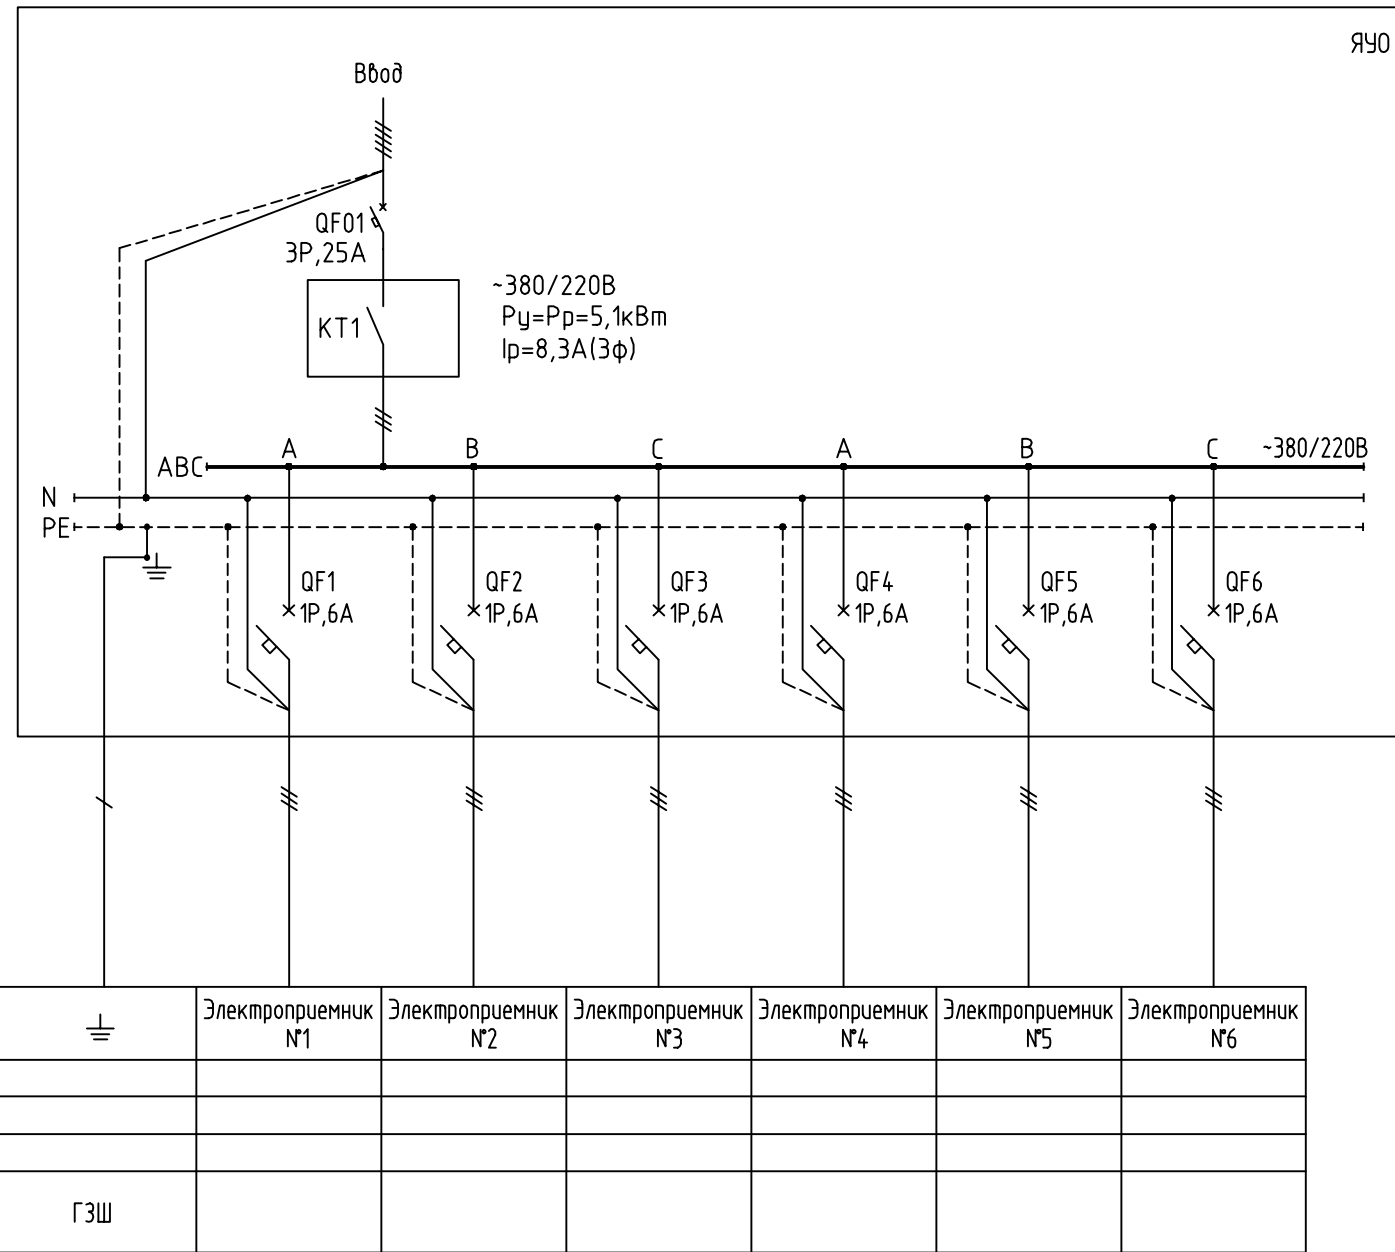 ЯУО
Ввод
QF01
3P,25A
KT1
~380/220В
Pу=Pр=5,1кВт
Iр=8,3А(3ф)
A B C A B C ~380/220В
ABC
N
PE
QF1 QF2 QF3 QF4 QF5 QF6
1P,6A 1P,6A 1P,6A 1P,6A 1P,6A 1P,6A
Электроприемник Электроприемник Электроприемник Электроприемник Электроприемник Электроприемник
№1 №2 №3 №4 №5 №6
ГЗШ